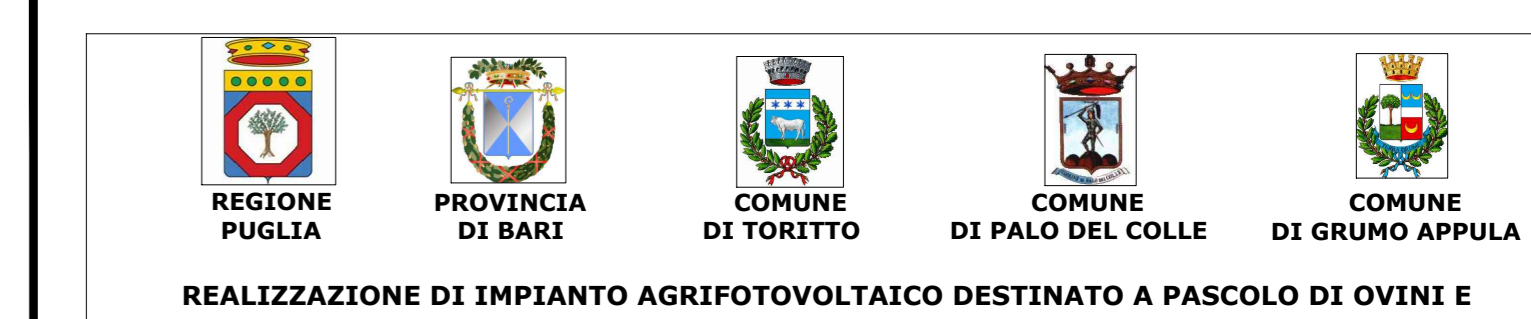 REGIONE PUGLIA
PROVINCIA DI BARI
COMUNE DI TORITTO
COMUNE DI PALO DEL COLLE
COMUNE DI GRUMO APPULA
REALIZZAZIONE DI IMPIANTO AGRIFOTOVOLTAICO DESTINATO A PASCOLO DI OVINI E